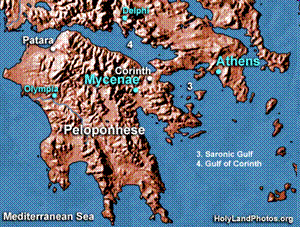 Delphi
4
Patara
Corinth
Athens
Mycenae
Olympia
3
Peloponnese
3. Saronic Gulf
4. Gulf of Corinth
Mediterranean Sea
HolyLandPhotos.org